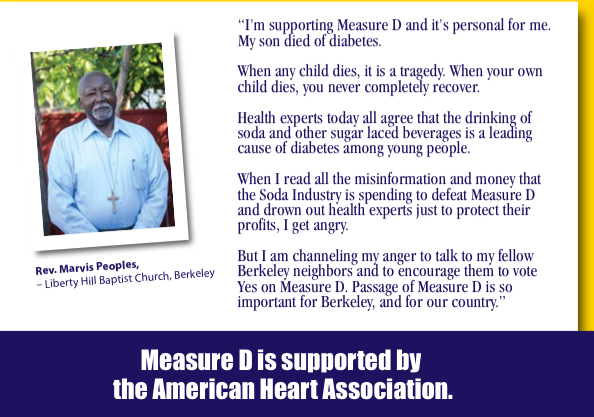 “I'm supporting Measure D and it's personal for me.
My son died of diabetes.
When any child dies, it is a tragedy. When your own
child dies, you never completely recover.
Health experts today all agree that the drinking of
soda and other sugar laced beverages is a leading
cause of diabetes among young people.
When I read all the misinformation and money that
the Soda Industry is spending to defeat Measure D
and drown out health experts just to protect their
profits, I get angry.
But I am channeling my anger to talk to my fellow
Berkeley neighbors and to encourage them to vote
Yes on Measure D. Passage of Measure D is so
important for Berkeley, and for our country.”
Rev. Marvis Peoples,
– Liberty Hill Baptist Church, Berkeley
Measure D is supported by
the American Heart Association.